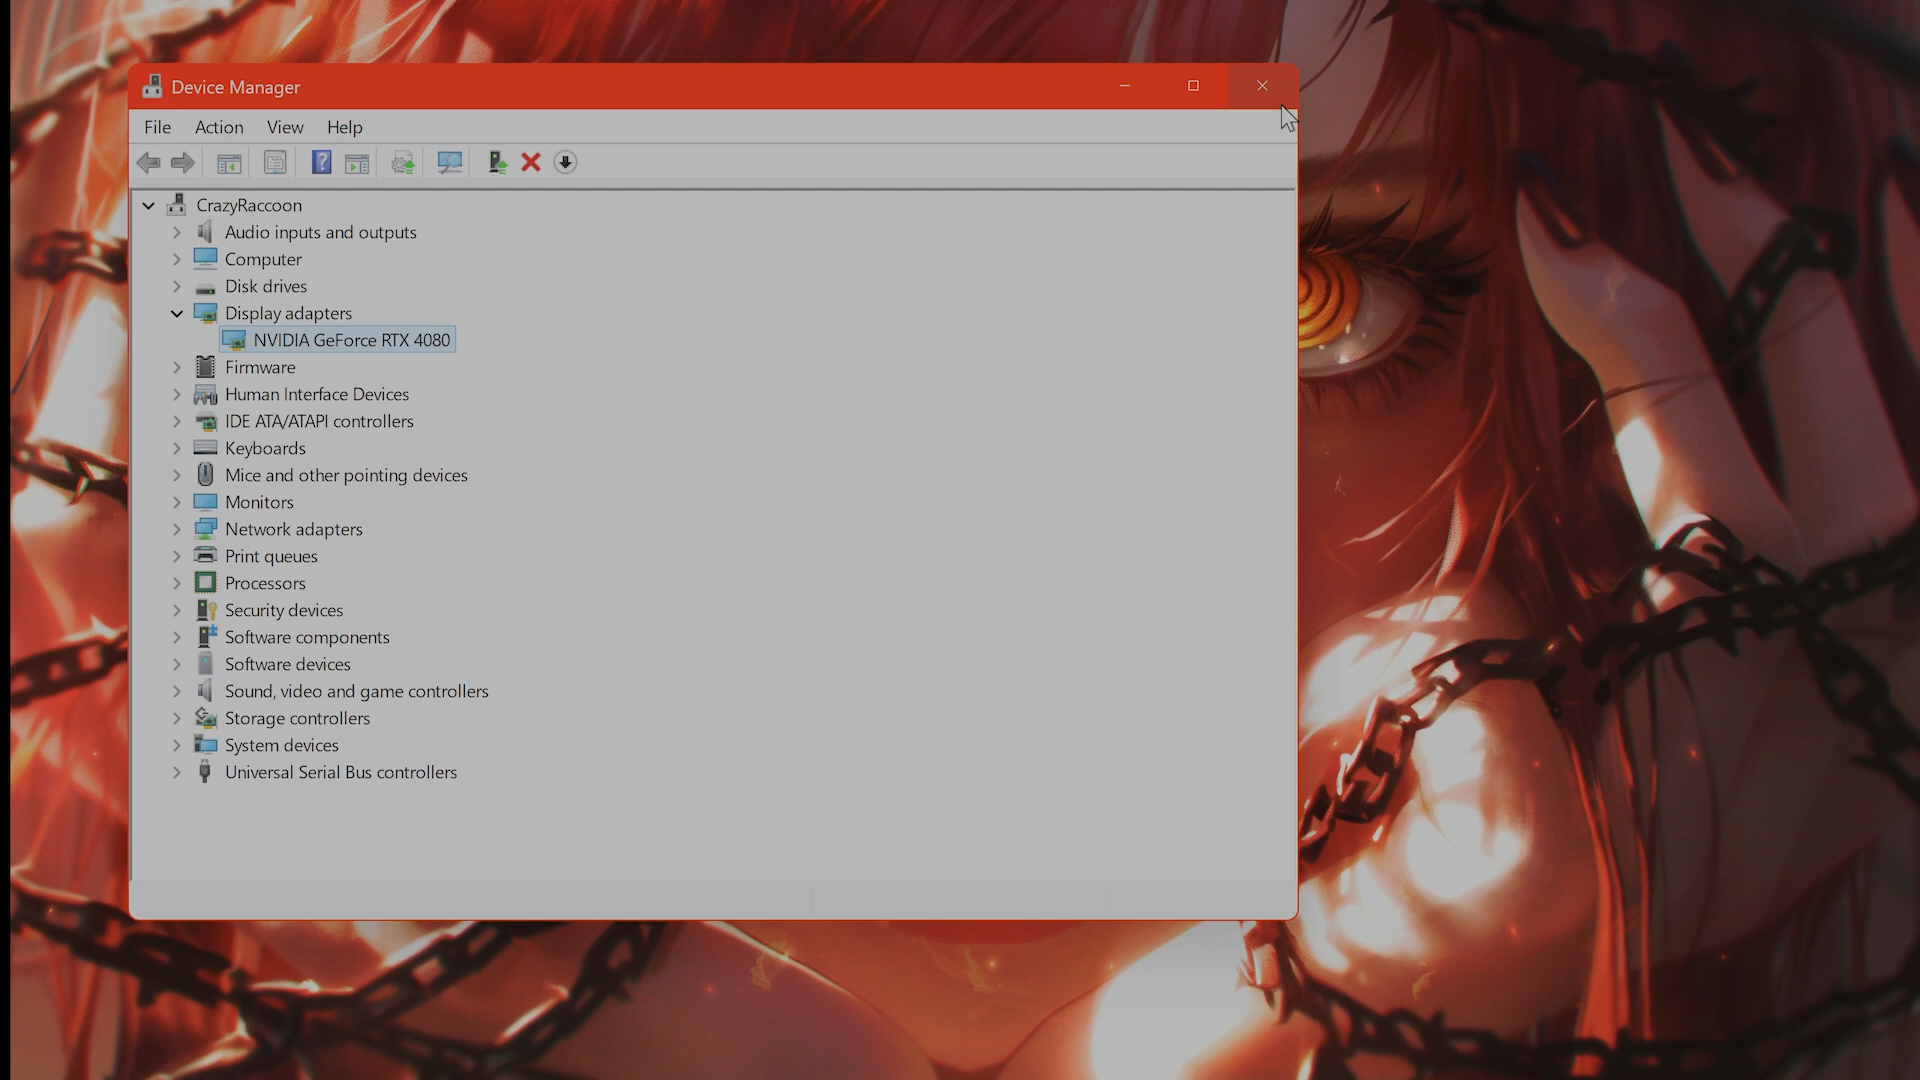 Device Manager
File Action View Help
CrazyRaccoon
Audio inputs and outputs
Computer
Disk drives
Display adapters
NVIDIA GeForce RTX 4080
Firmware
Human Interface Devices
IDE ATA/ATAPI controllers
Keyboards
Mice and other pointing devices
Monitors
Network adapters
Print queues
Processors
Security devices
Software components
Software devices
Sound, video and game controllers
Storage controllers
System devices
Universal Serial Bus controllers